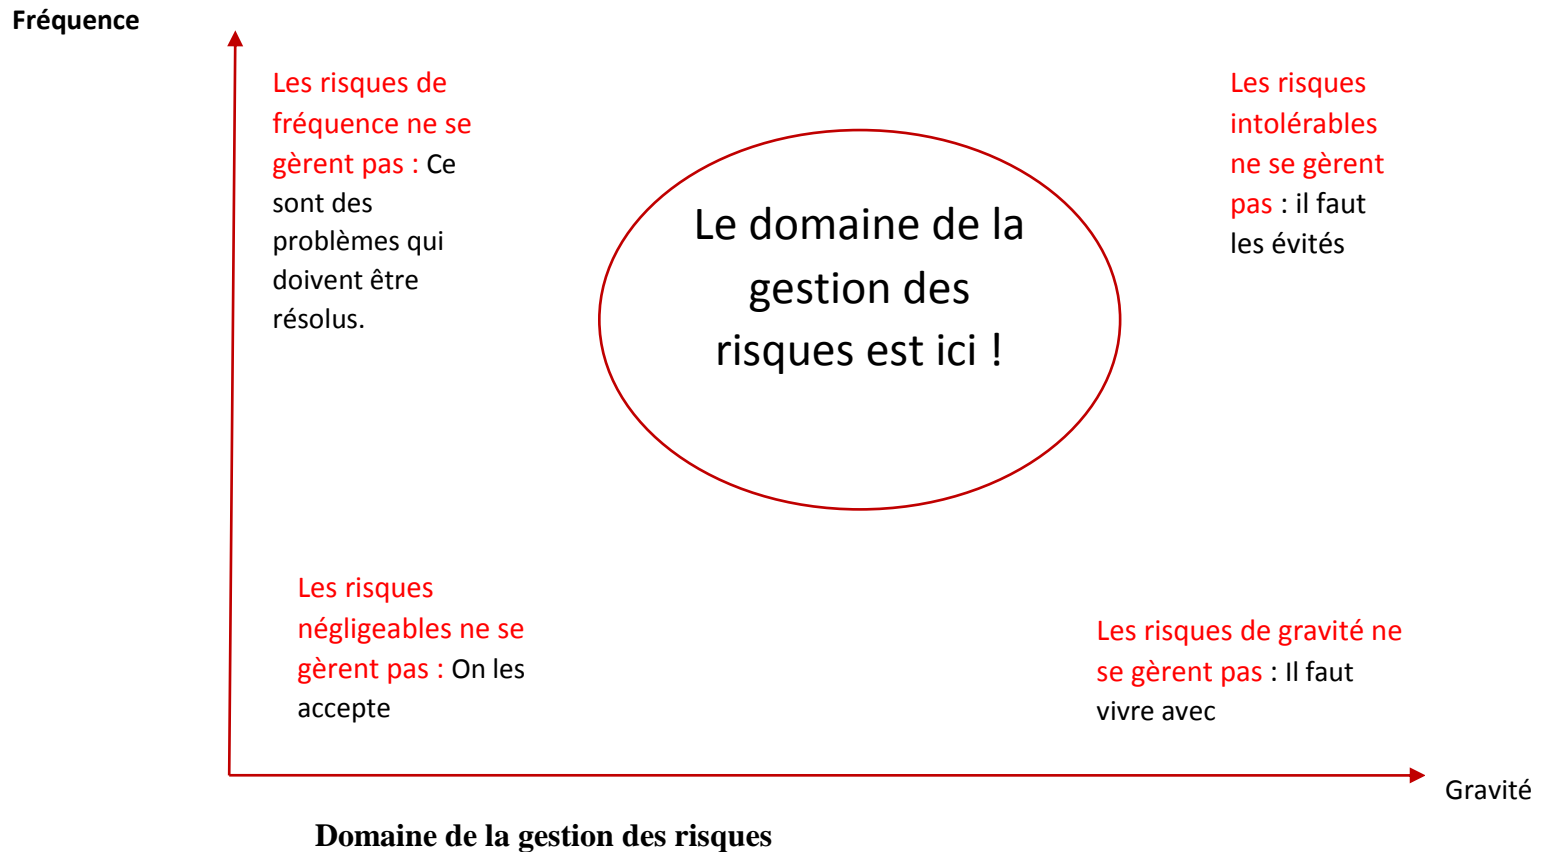 Fréquence
Les risques de
fréquence ne se
gèrent pas : Ce
sont des
problèmes qui
doivent être
résolus.
Le domaine de la
gestion des
risques est ici !
Les risques
intolérables
ne se gèrent
pas : il faut
les évités
Les risques
négligeables ne se
gèrent pas : On les
accepte
Les risques de gravité ne
se gèrent pas : Il faut
vivre avec
Gravité
Domaine de la gestion des risques